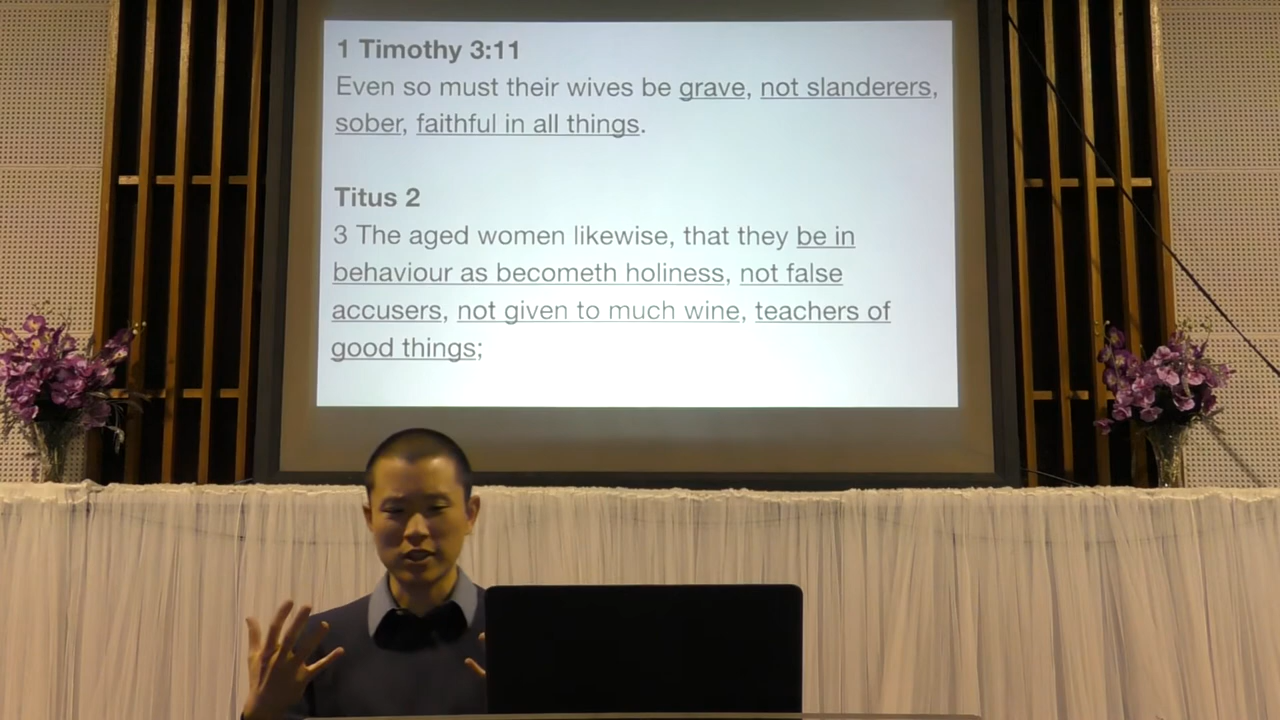 1 Timothy 3:11
Even so must their wives be grave, not slanderers,
sober, faithful in all things.
Titus 2
3 The aged women likewise, that they be in
behaviour as becometh holiness, not false
accusers, not given to much wine, teachers of
good things;